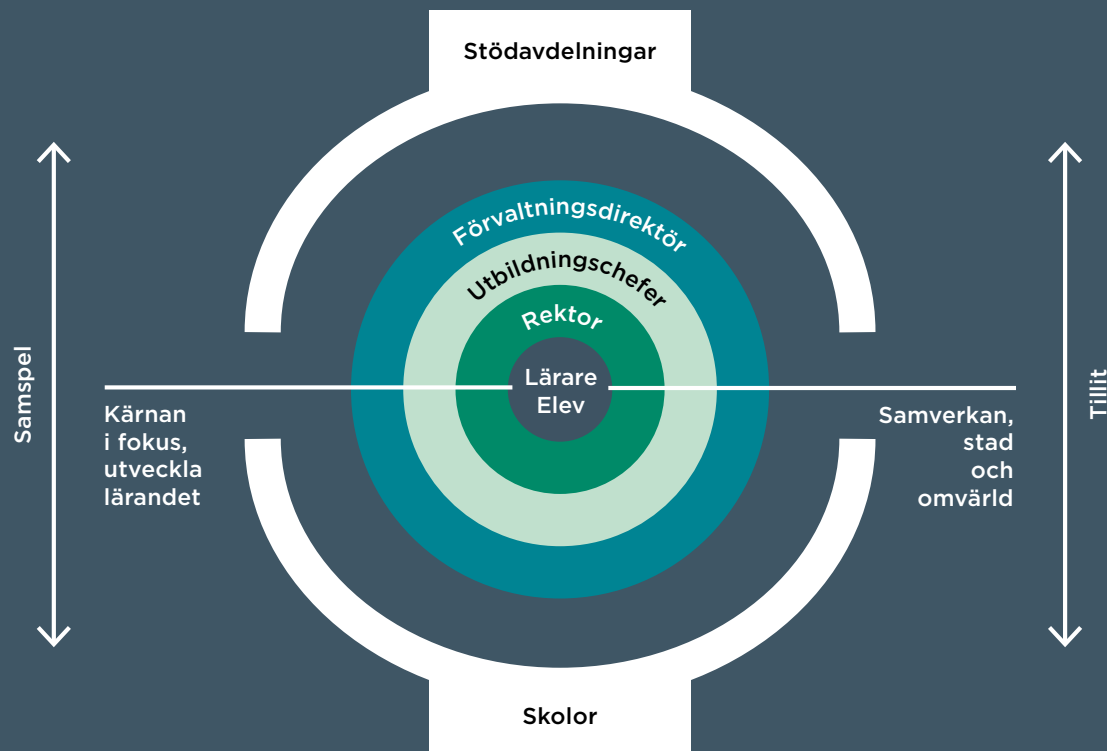 Stödavdelningar
Förvaltningsdirektör
Utbildningschefer
Rektor
Lärare
Elev
Samspel
Kärnan
i fokus,
utveckla
lärandet
Samverkan,
stad
och
omvärld
Tillit
Skolor